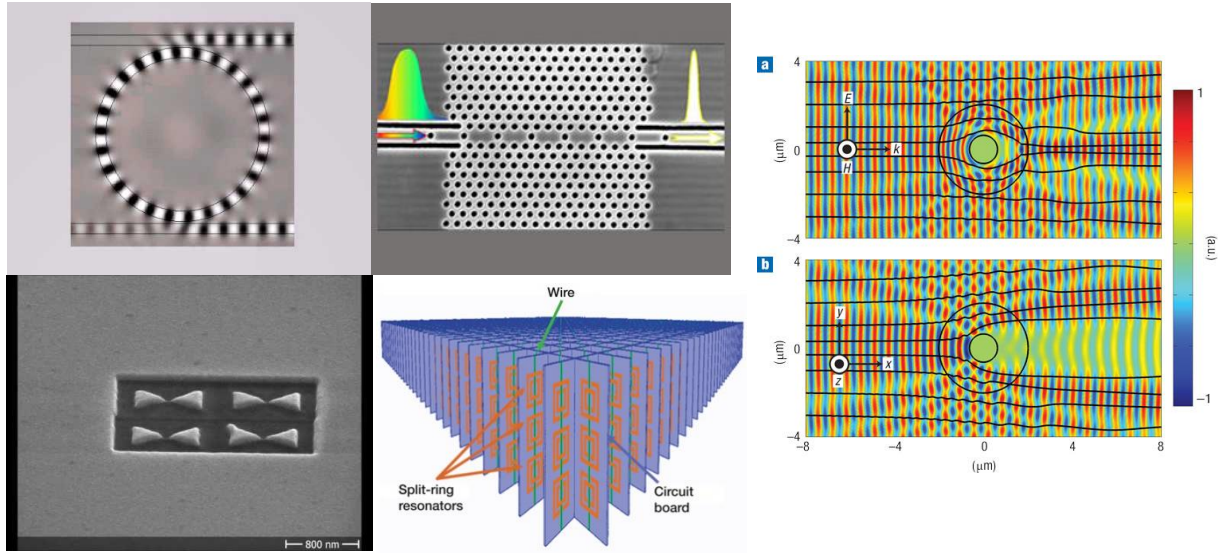 a
4
0
−4
(μm)
E
k
H
1
−1
(a.u.)
b
4
0
−4
(μm)
y
x
z
−8
−4
0
4
8
(μm)
Wire
Split-ring
resonators
Circuit
board
800 nm